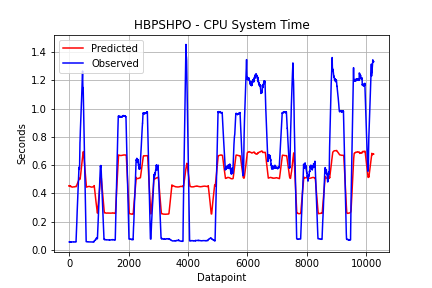 HBPSHPO - CPU System Time
Predicted
Observed
Seconds
1.4
1.2
1.0
0.8
0.6
0.4
0.2
0.0
0 2000 4000 6000 8000 10000
Datapoint